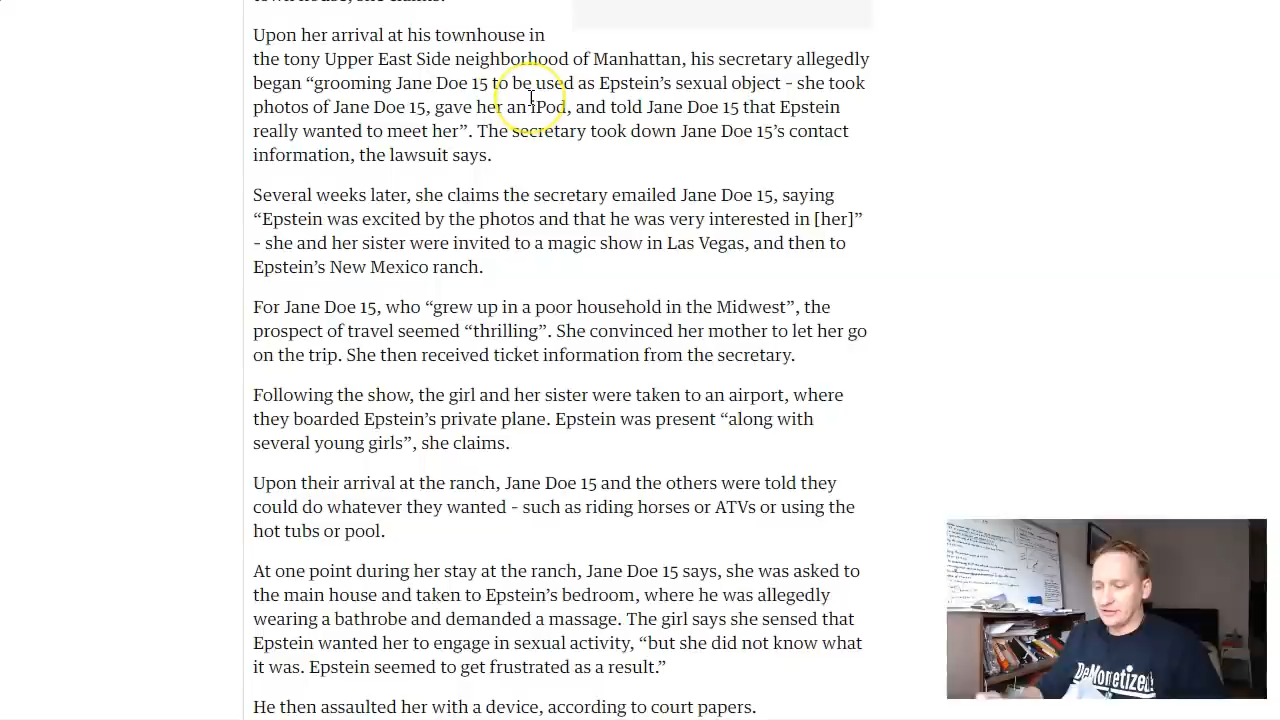 Upon her arrival at his townhouse in
the tony Upper East Side neighborhood of Manhattan, his secretary allegedly
began “grooming Jane Doe 15 to be used as Epstein’s sexual object – she took
photos of Jane Doe 15, gave her an iPod, and told Jane Doe 15 that Epstein
really wanted to meet her”. The secretary took down Jane Doe 15’s contact
information, the lawsuit says.
Several weeks later, she claims the secretary emailed Jane Doe 15, saying
“Epstein was excited by the photos and that he was very interested in [her]”
– she and her sister were invited to a magic show in Las Vegas, and then to
Epstein’s New Mexico ranch.
For Jane Doe 15, who “grew up in a poor household in the Midwest”, the
prospect of travel seemed “thrilling”. She convinced her mother to let her go
on the trip. She then received ticket information from the secretary.
Following the show, the girl and her sister were taken to an airport, where
they boarded Epstein’s private plane. Epstein was present “along with
several young girls”, she claims.
Upon their arrival at the ranch, Jane Doe 15 and the others were told they
could do whatever they wanted – such as riding horses or ATVs or using the
hot tubs or pool.
At one point during her stay at the ranch, Jane Doe 15 says, she was asked to
the main house and taken to Epstein’s bedroom, where he was allegedly
wearing a bathrobe and demanded a massage. The girl says she sensed that
Epstein wanted her to engage in sexual activity, “but she did not know what
it was. Epstein seemed to get frustrated as a result.”
He then assaulted her with a device, according to court papers.
DeMonetized!